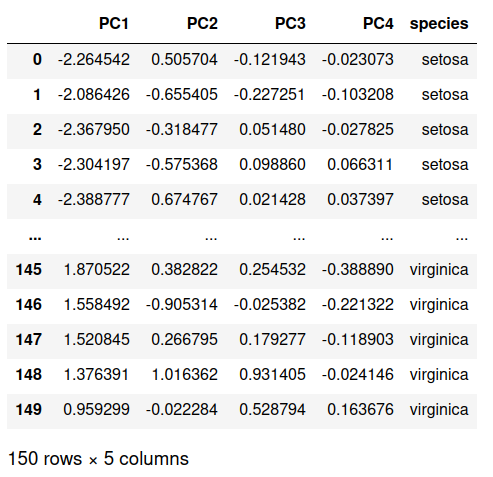 PC1 PC2 PC3 PC4 species
0 -2.264542 0.505704 -0.121943 -0.023073 setosa
1 -2.086426 -0.655405 -0.227251 -0.103208 setosa
2 -2.367950 -0.318477 0.051480 -0.027825 setosa
3 -2.304197 -0.575368 0.098860 0.066311 setosa
4 -2.388777 0.674767 0.021428 0.037397 setosa
... ... ... ... ... ...
145 1.870522 0.382822 0.254532 -0.388890 virginica
146 1.558492 -0.905314 -0.025382 -0.221322 virginica
147 1.520845 0.266795 0.179277 -0.118903 virginica
148 1.376391 1.016362 0.931405 -0.024146 virginica
149 0.959299 -0.022284 0.528794 0.163676 virginica
150 rows × 5 columns